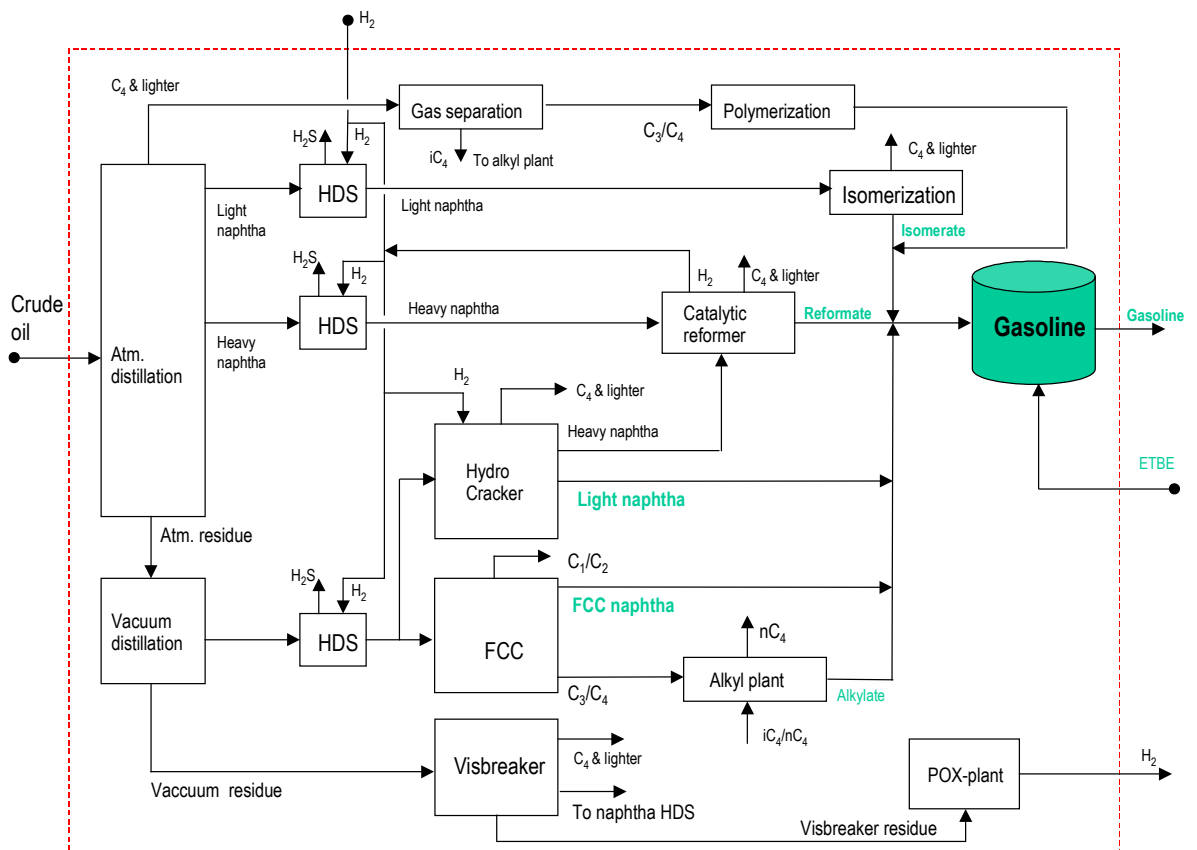 H₂
C₄ & lighter
Gas separation
Polymerization
C₃/C₄
H₂S
H₂
iC₄
To alkyl plant
C₄ & lighter
HDS
Isomerization
Light
naphtha
Light naphtha
Isomerate
H₂S
H₂
H₂
C₄ & lighter
Crude
oil
Heavy naphtha
HDS
Catalytic
reformer
Reformate
Gasoline
Gasoline
Heavy
naphtha
Atm.
distillation
H₂
C₄ & lighter
Heavy naphtha
Hydro
Cracker
Light naphtha
ETBE
Atm. residue
C₁/C₂
H₂S
H₂
FCC naphtha
Vacuum
distillation
HDS
FCC
nC₄
Alkyl plant
C₃/C₄
Alkylate
iC₄/nC₄
Visbreaker
C₄ & lighter
POX-plant
H₂
Vaccuum residue
To naphtha HDS
Visbreaker residue